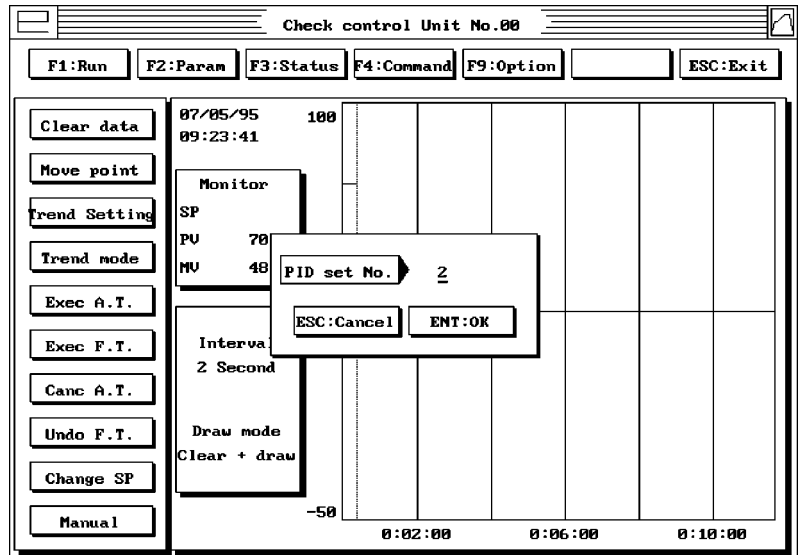 Check control Unit No.00
F1:Run F2:Param F3:Status F4:Command F9:Option ESC:Exit
Clear data
Move point
Trend Setting
Trend mode
Exec A.T.
Exec F.T.
Canc A.T.
Undo F.T.
Change SP
Manual
07/05/95
09:23:41
Monitor
SP
PV 70
MV 48
Interval
2 Second
Draw mode
Clear + draw
100
-50
PID set No. 2
ESC:Cancel ENT:OK
0:02:00 0:06:00 0:10:00